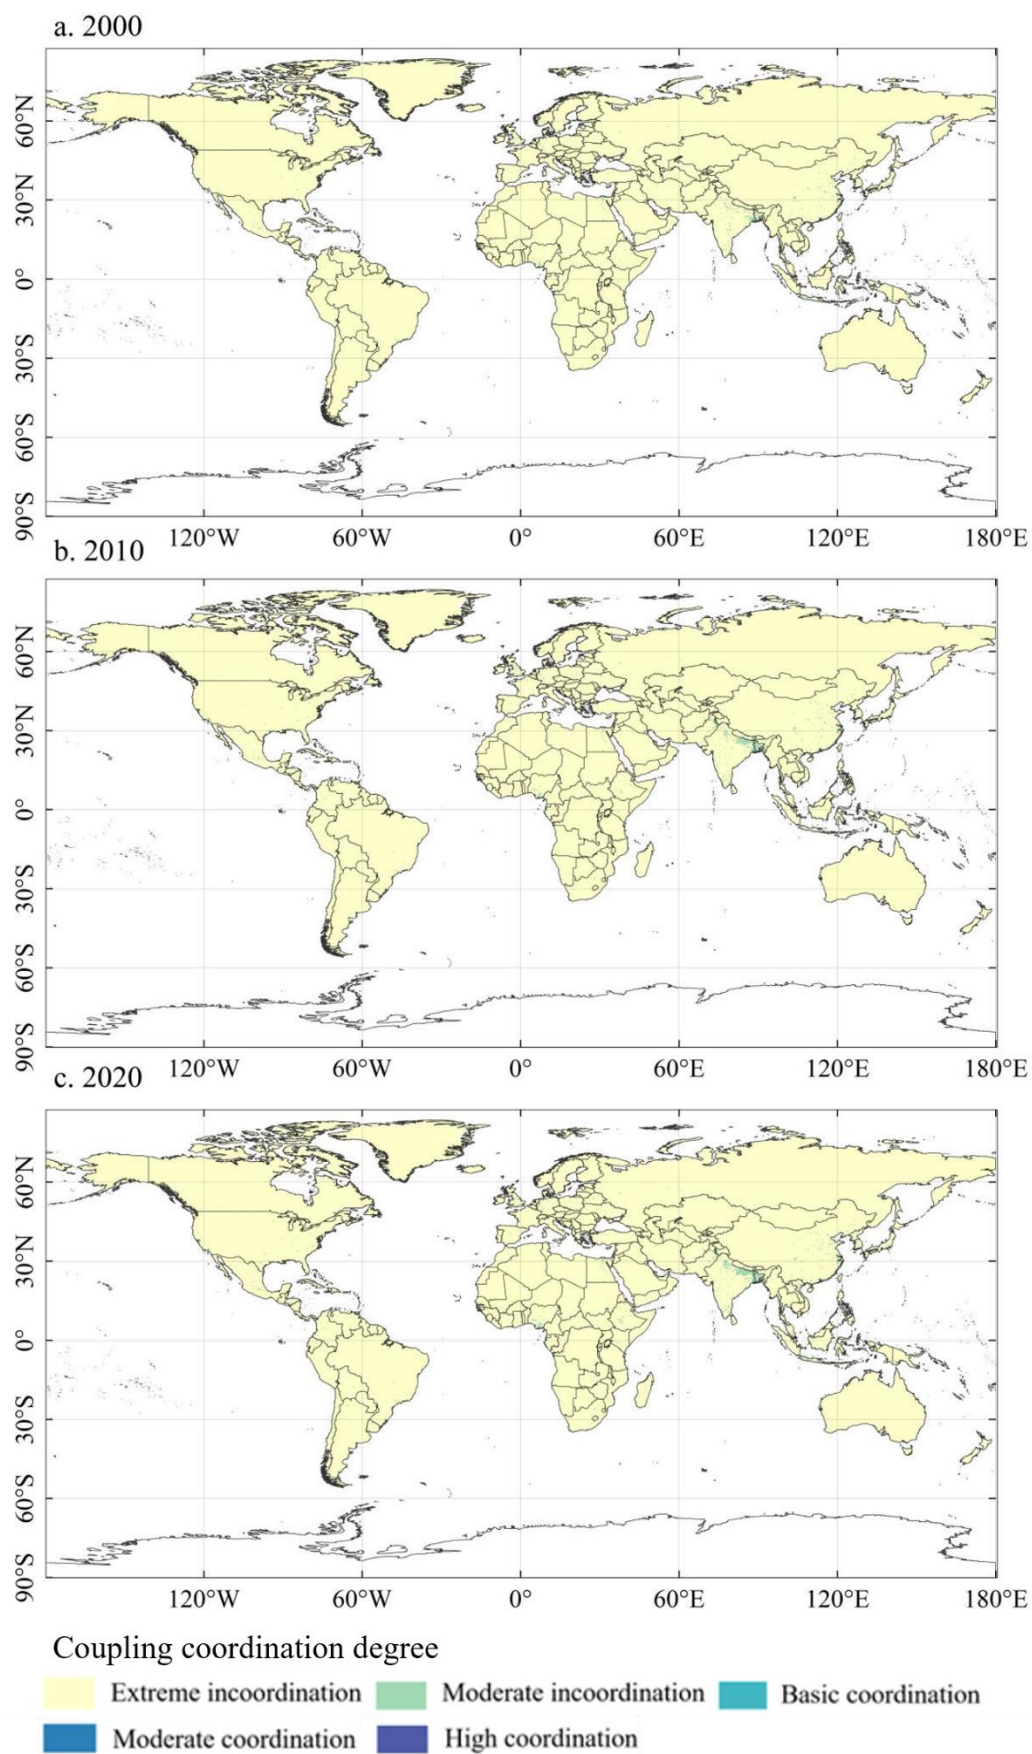 a. 2000
60°N
30°N
0°
30°S
60°S
90°S
120°W 60°W 0° 60°E 120°E 180°E
b. 2010
60°N
30°N
0°
30°S
60°S
90°S
120°W 60°W 0° 60°E 120°E 180°E
c. 2020
60°N
30°N
0°
30°S
60°S
90°S
120°W 60°W 0° 60°E 120°E 180°E
Coupling coordination degree
Extreme incoordination Moderate incoordination Basic coordination
Moderate coordination High coordination